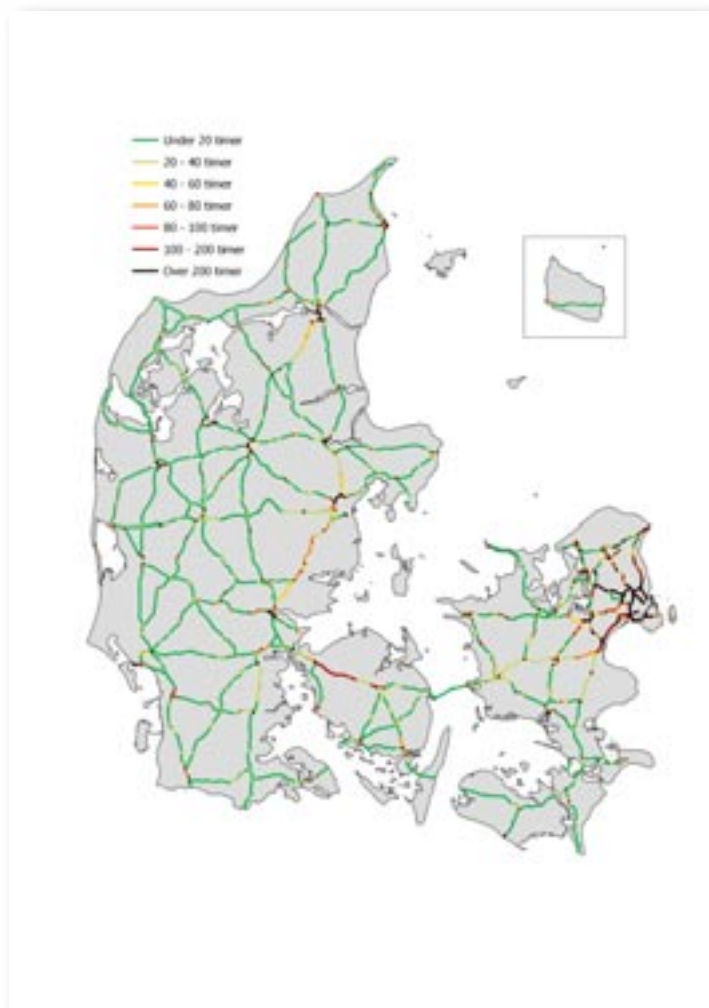 Under 20 timer
20 - 40 timer
40 - 60 timer
60 - 80 timer
80 - 100 timer
100 - 200 timer
Over 200 timer